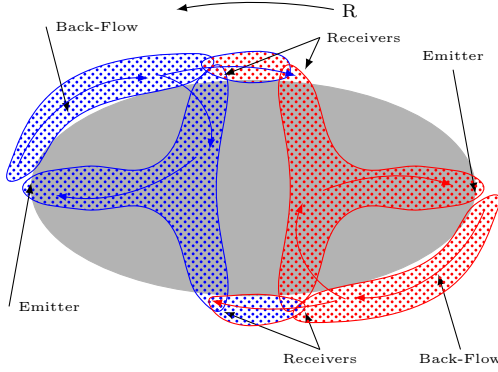 R
Back-Flow
Receivers
Emitter
Emitter
Receivers
Back-Flow